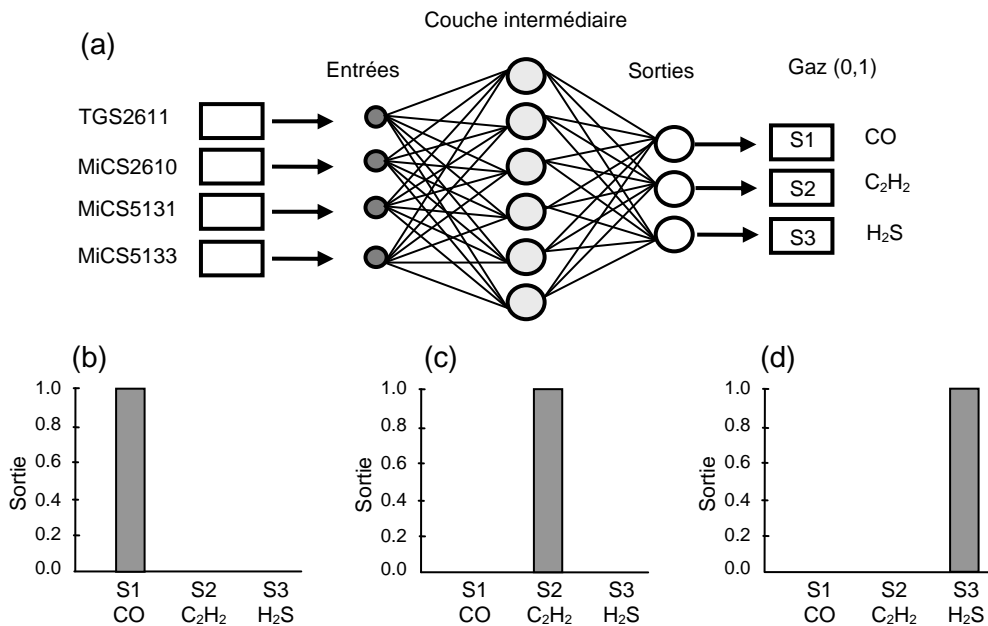 Couche intermédiaire
(a)
Entrées
Sorties
Gaz (0,1)
TGS2611
MiCS2610
MiCS5131
MiCS5133
S1
CO
S2
C₂H₂
S3
H₂S
(b)
(c)
(d)
Sortie
1.0
0.8
0.6
0.4
0.2
0.0
S1 S2 S3
CO C₂H₂ H₂S
Sortie
1.0
0.8
0.6
0.4
0.2
0.0
S1 S2 S3
CO C₂H₂ H₂S
Sortie
1.0
0.8
0.6
0.4
0.2
0.0
S1 S2 S3
CO C₂H₂ H₂S